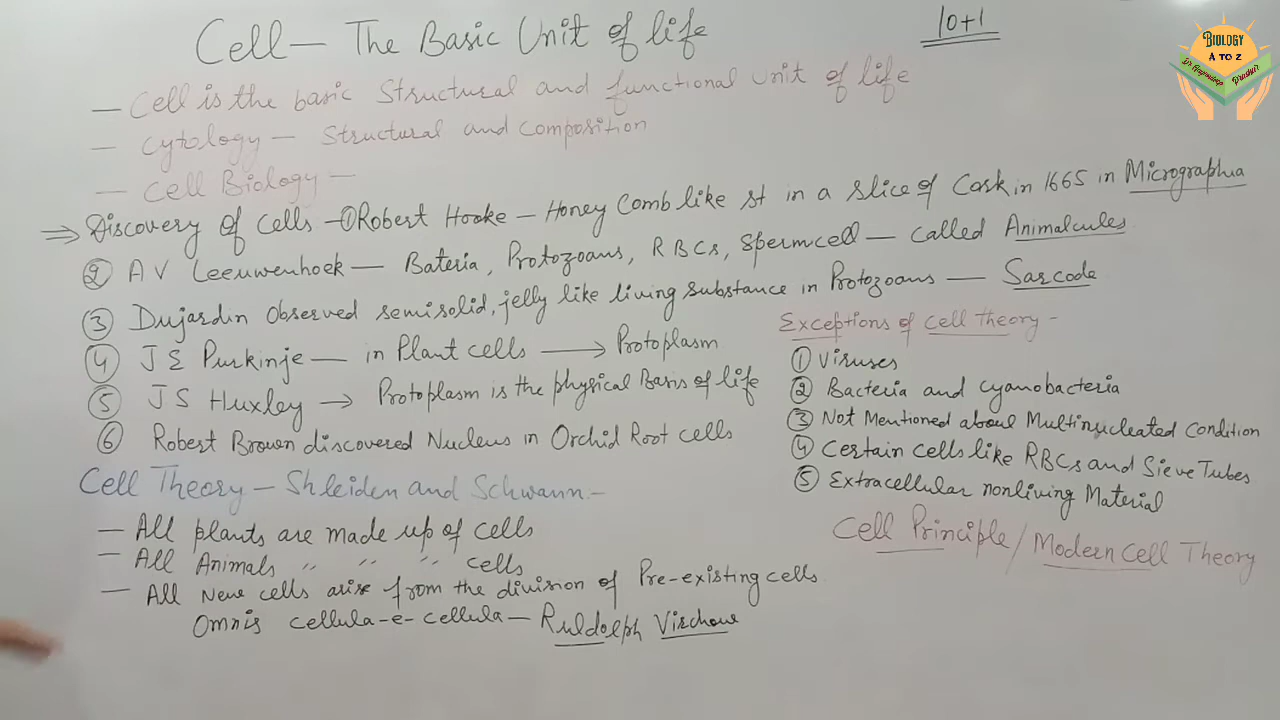 Cell — The Basic Unit of life
10+1
BIOLOGY
A TO Z
— Cell is the basic Structural and functional Unit of life
— Cytology — Structural and Composition
— Cell Biology —
⇒ Discovery of Cells — ① Robert Hooke — Honey Comb like st in a slice of Cork in 1665 in Micrographia
② A V Leeuwenhoek — Bateria, Protozoans, RBCs, Spermcell — Called Animalcules
③ Dujardin Observed semisolid, jelly like living substance in Protozoans — Sarcode
④ J E Purkinje — in Plant cells ⟶ Protoplasm
⑤ J S Huxley → Protoplasm is the physical Basis of life
⑥ Robert Brown discovered Nucleus in Orchid Root cells
Exceptions of cell theory -
① Viruses
② Bacteria and cyanobacteria
③ Not Mentioned about Multinucleated Condition
④ Certain cells like RBCs and Sieve Tubes
⑤ Extracellular nonliving Material
Cell Theory — Shleiden and Schwann:-
— All plants are made up of cells
— All Animals 〃 〃 〃 cells
— All New cells arise from the division of Pre-existing cells
Omnis cellula-e-cellula — Ruldolph Virchow
Cell Principle / Modern Cell Theory